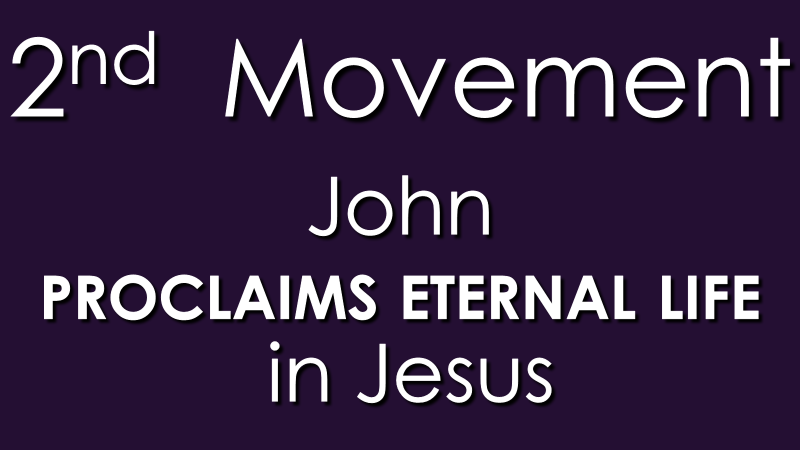 2nd Movement
John
PROCLAIMS ETERNAL LIFE
in Jesus